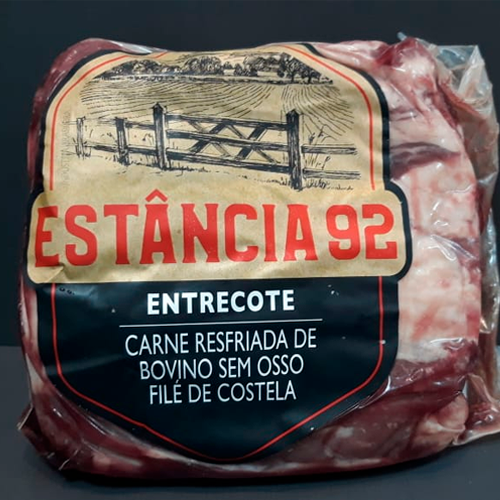 ESTÂNCIA 92
ENTRECOTE
CARNE RESFRIADA DE
BOVINO SEM OSSO
FILÉ DE COSTELA